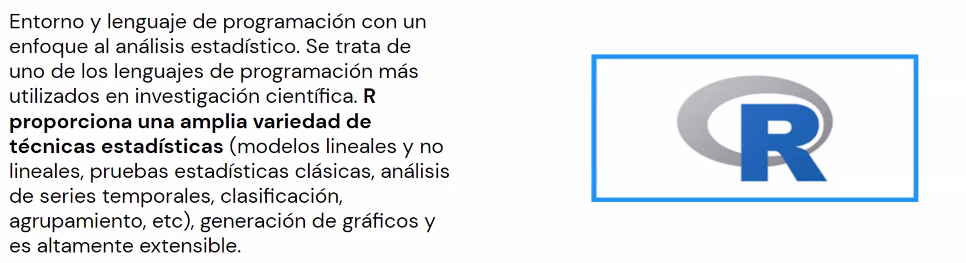 Entorno y lenguaje de programación con un
enfoque al análisis estadístico. Se trata de
uno de los lenguajes de programación más
utilizados en investigación científica. R
proporciona una amplia variedad de
técnicas estadísticas (modelos lineales y no
lineales, pruebas estadísticas clásicas, análisis
de series temporales, clasificación,
agrupamiento, etc), generación de gráficos y
es altamente extensible.
R